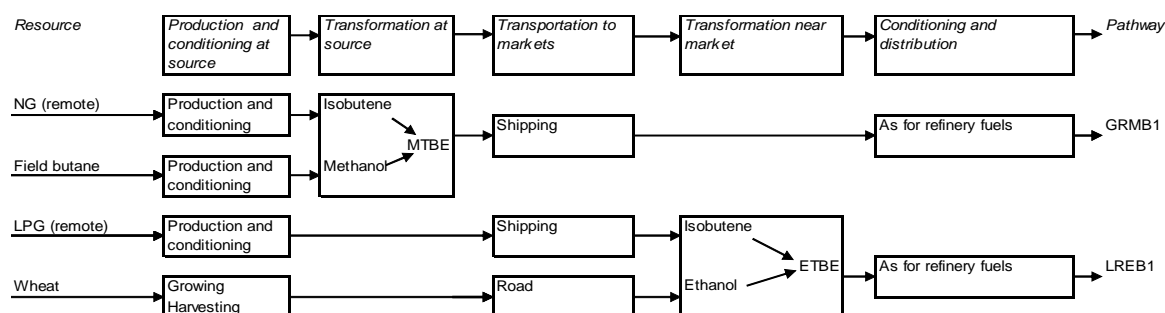 Resource
Production and
conditioning at
source
Transformation at
source
Transportation to
markets
Transformation near
market
Conditioning and
distribution
Pathway
NG (remote)
Production and
conditioning
Isobutene
MTBE
Methanol
Shipping
As for refinery fuels
GRMB1
Field butane
Production and
conditioning
LPG (remote)
Production and
conditioning
Shipping
Isobutene
ETBE
Ethanol
As for refinery fuels
LREB1
Wheat
Growing
Harvesting
Road